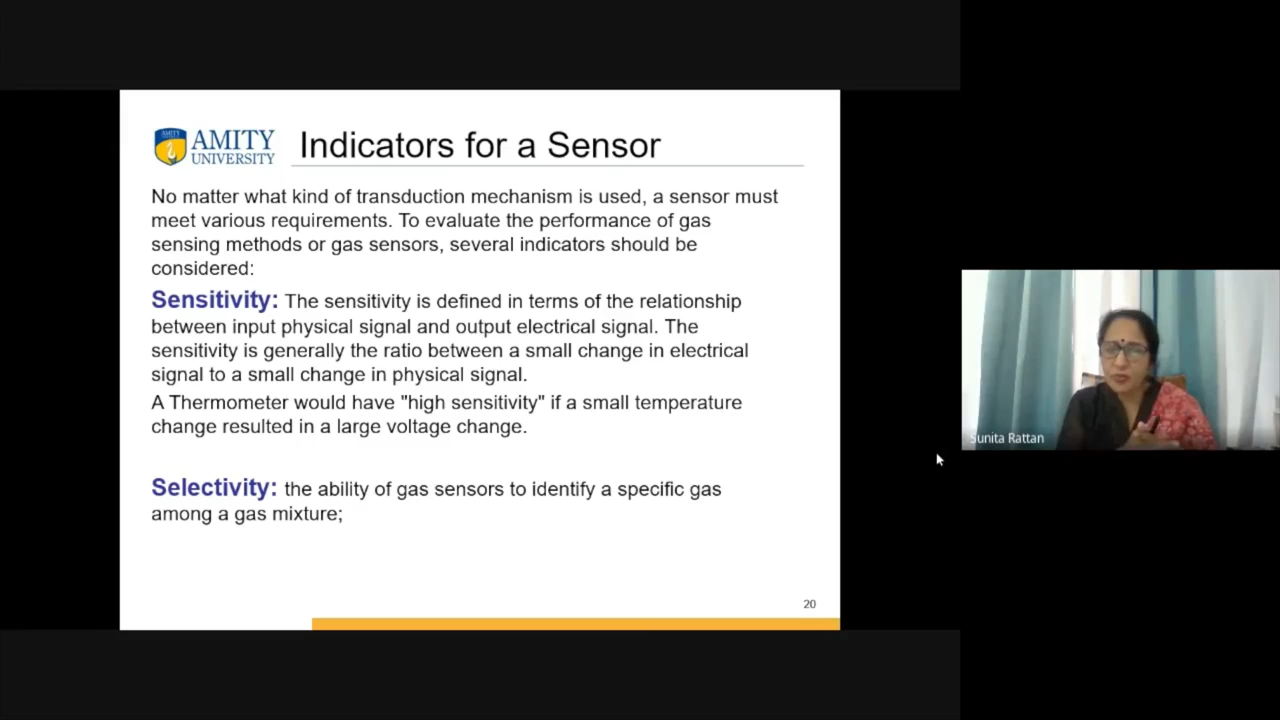 AMITY
AMITY
UNIVERSITY
Indicators for a Sensor
No matter what kind of transduction mechanism is used, a sensor must
meet various requirements. To evaluate the performance of gas
sensing methods or gas sensors, several indicators should be
considered:
Sensitivity: The sensitivity is defined in terms of the relationship
between input physical signal and output electrical signal. The
sensitivity is generally the ratio between a small change in electrical
signal to a small change in physical signal.
A Thermometer would have "high sensitivity" if a small temperature
change resulted in a large voltage change.
Selectivity: the ability of gas sensors to identify a specific gas
among a gas mixture;
20
Sunita Rattan